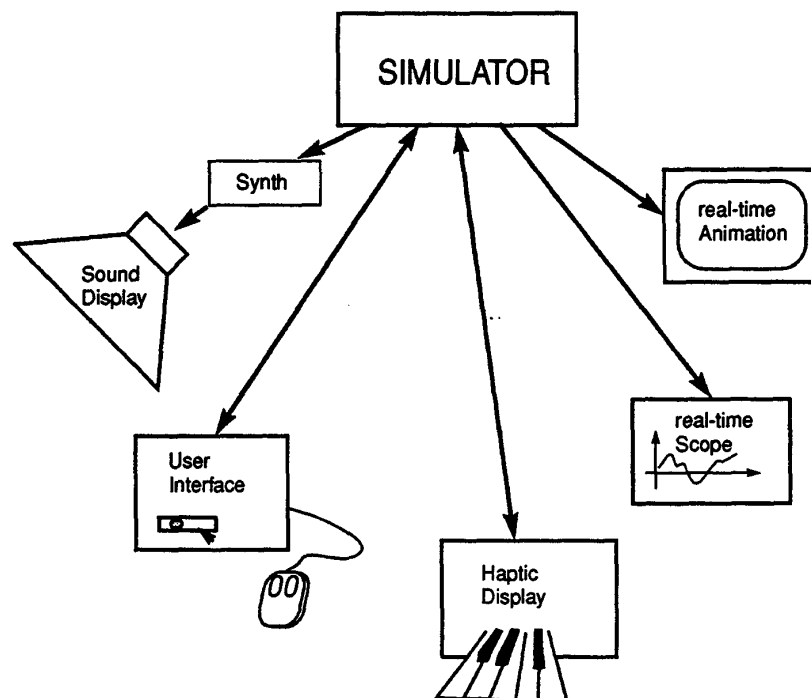 SIMULATOR
Synth
real-time
Animation
Sound
Display
real-time
Scope
User
Interface
Haptic
Display